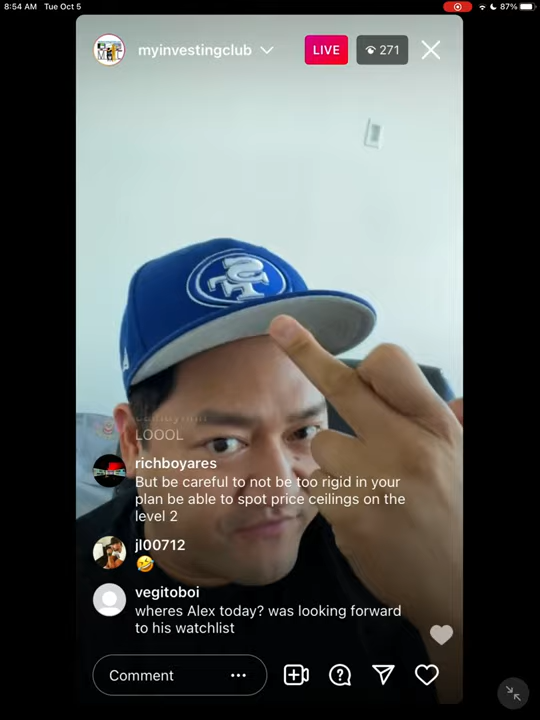 8:54 AM Tue Oct 5
87%
myinvestingclub
LIVE
271
SF
LOOOL
richboyares
But be careful to not be too rigid in your
plan be able to spot price ceilings on the
level 2
jl00712
🤣
vegitoboi
wheres Alex today? was looking forward
to his watchlist
Comment